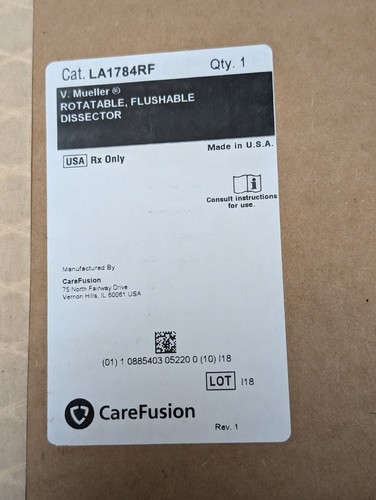 Cat. LA1784RF Qty. 1
V. Mueller ®
ROTATABLE, FLUSHABLE
DISSECTOR
Made in U.S.A.
USA Rx Only
Consult instructions
for use.
Manufactured By
CareFusion
75 North Fairway Drive
Vernon Hills, IL 60061 USA
(01) 1 0885403 05220 0 (10) I18
LOT I18
CareFusion
Rev. 1